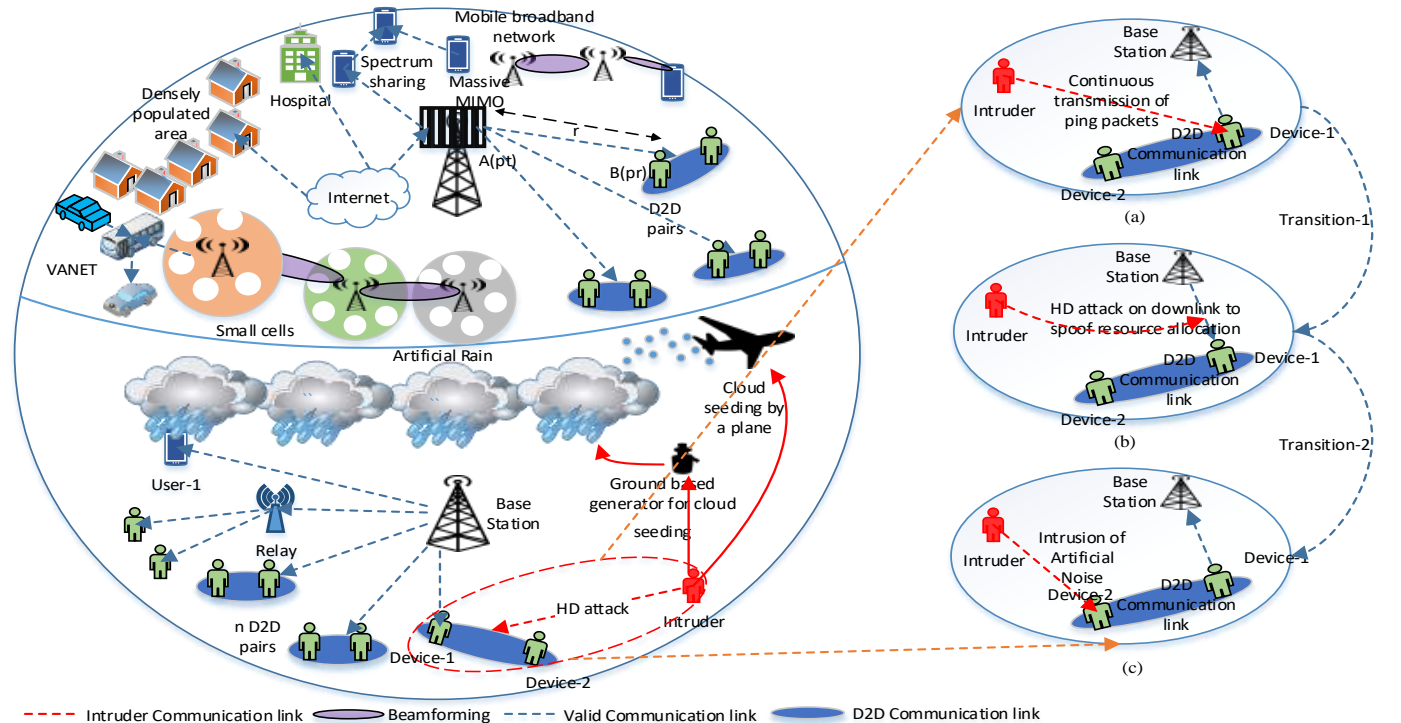 Mobile broadband
network
Spectrum
sharing
Massive
MIMO
Hospital
Densely
populated
area
r
A(pt)
B(pr)
Internet
D2D
pairs
VANET
Small cells
Artificial Rain
Cloud
seeding by
a plane
User-1
Ground based
generator for cloud
seeding
Base
Station
Relay
HD attack
Intruder
n D2D
pairs
Device-1
Device-2
Base
Station
Intruder
Continuous
transmission of
ping packets
D2D
Communication
link
Device-1
Device-2
(a)
Transition-1
Base
Station
Intruder
HD attack on downlink to
spoof resource allocation
D2D
Communication
link
Device-1
Device-2
(b)
Transition-2
Base
Station
Intruder
Intrusion of
Artificial
Noise
Device-2
D2D
Communication
link
Device-1
(c)
Intruder Communication link
Beamforming
Valid Communication link
D2D Communication link